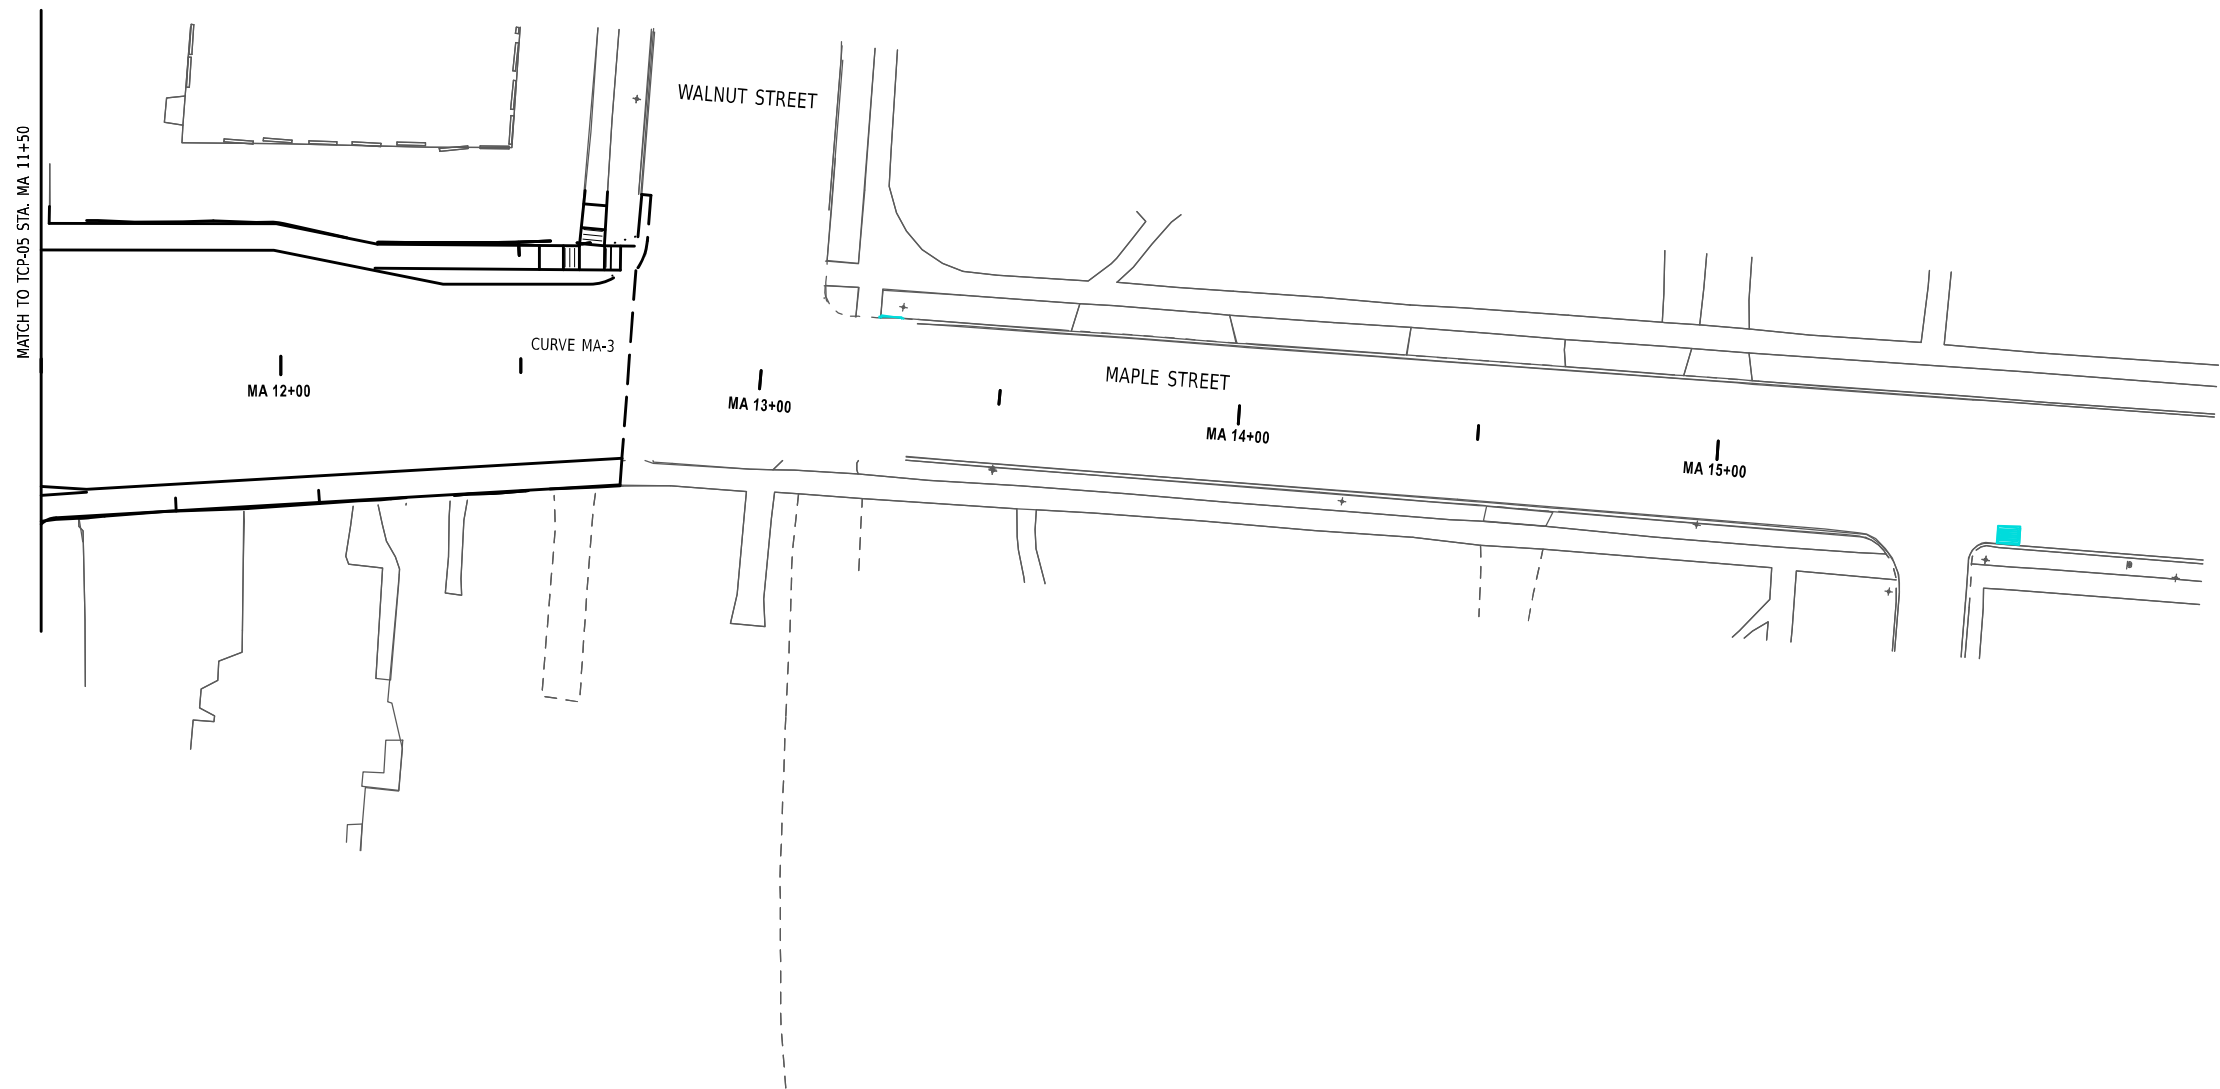 WALNUT STREET
MATCH TO TCP-05 STA. MA 11+50
CURVE MA-3
MAPLE STREET
MA 12+00
MA 13+00
MA 14+00
MA 15+00